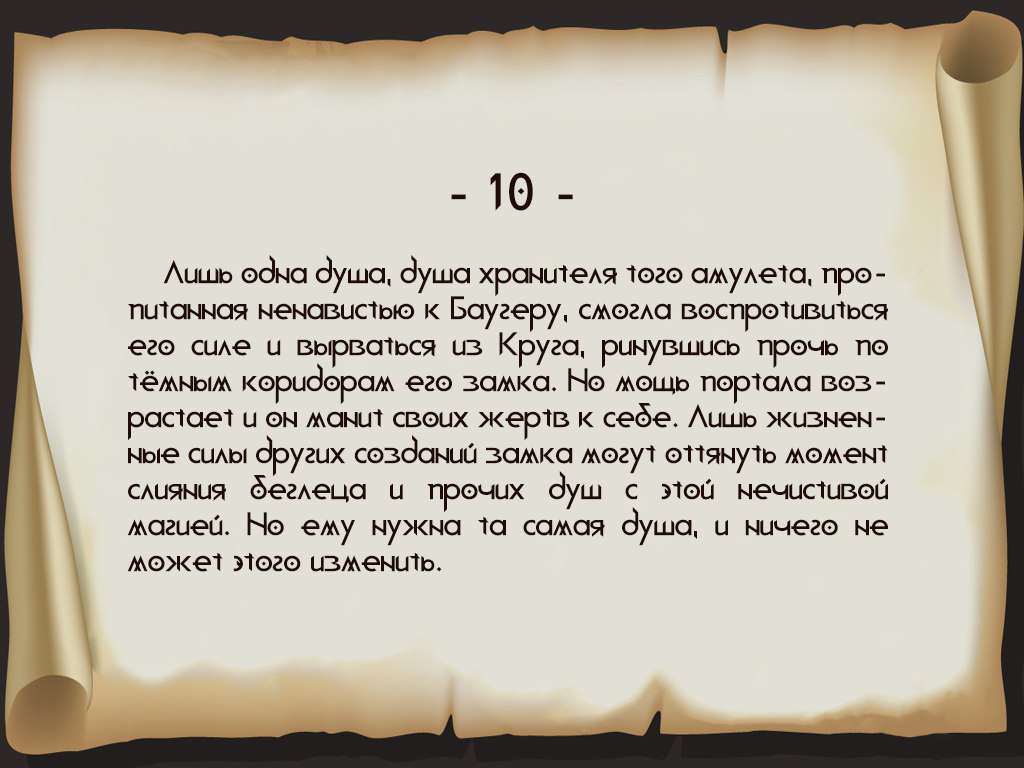 - 10 -
Лишь одна душа, душа хранителя того амулета, про-
питанная ненавистью к Баугеру, смогла воспротивиться
его силе и вырваться из Круга, ринувшись прочь по
тёмным коридорам его замка. Но мощь портала воз-
растает и он манит своих жертв к себе. Лишь жизнен-
ные силы других созданий замка могут оттянуть момент
слияния беглеца и прочих душ с этой нечистивой
магией. Но ему нужна та самая душа, и ничего не
может этого изменить.